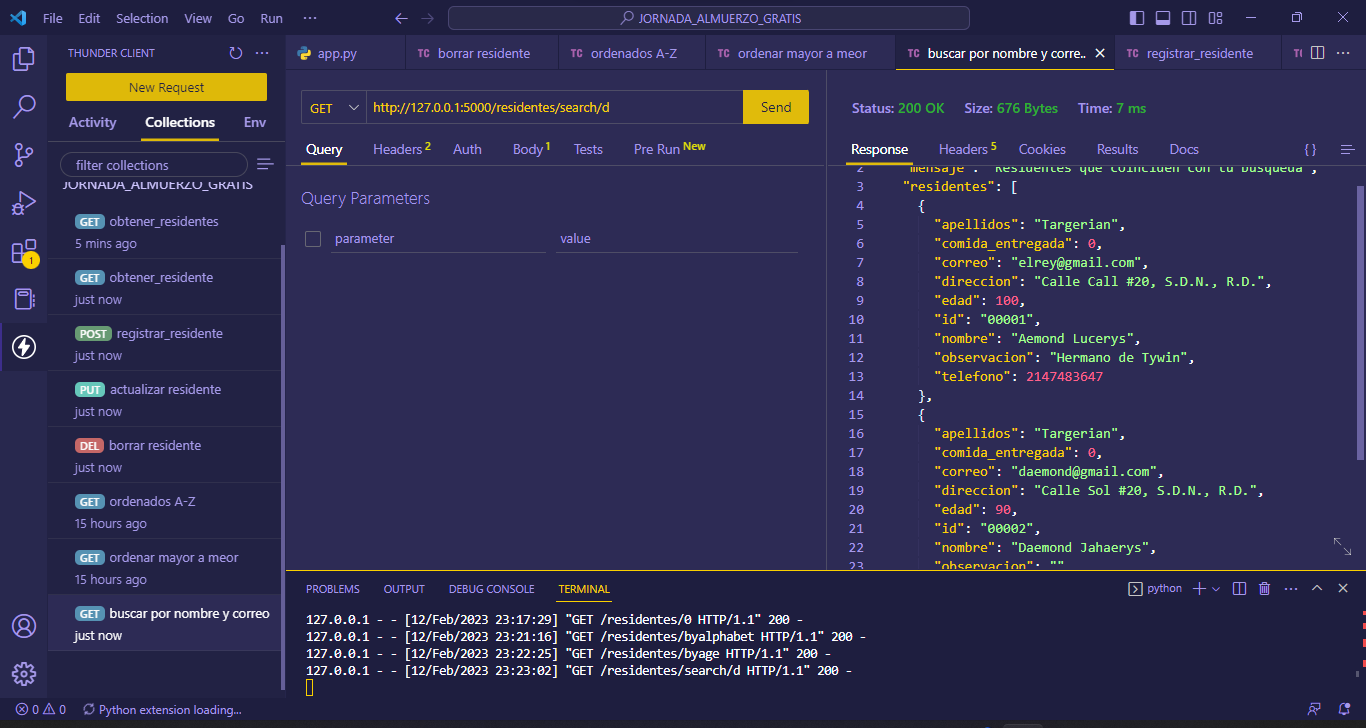 File Edit Selection View Go Run ···
JORNADA_ALMUERZO_GRATIS
THUNDER CLIENT
New Request
Activity Collections Env
filter collections
JORNADA_ALMUERZO_GRATIS
GET obtener_residentes
5 mins ago
GET obtener_residente
just now
POST registrar_residente
just now
PUT actualizar residente
just now
DEL borrar residente
just now
GET ordenados A-Z
15 hours ago
GET ordenar mayor a meor
15 hours ago
GET buscar por nombre y correo
just now
1
app.py TC borrar residente TC ordenados A-Z TC ordenar mayor a meor TC buscar por nombre y corre.. TC registrar_residente
GET http://127.0.0.1:5000/residentes/search/d Send
Query Headers 2 Auth Body 1 Tests Pre Run New
Query Parameters
parameter value
Status: 200 OK Size: 676 Bytes Time: 7 ms
Response Headers 5 Cookies Results Docs {}
2 "mensaje": "Residentes que coinciden con tu busqueda",
3 "residentes": [
4 {
5 "apellidos": "Targerian",
6 "comida_entregada": 0,
7 "correo": "elrey@gmail.com",
8 "direccion": "Calle Call #20, S.D.N., R.D.",
9 "edad": 100,
10 "id": "00001",
11 "nombre": "Aemond Lucerys",
12 "observacion": "Hermano de Tywin",
13 "telefono": 2147483647
14 },
15 {
16 "apellidos": "Targerian",
17 "comida_entregada": 0,
18 "correo": "daemond@gmail.com",
19 "direccion": "Calle Sol #20, S.D.N., R.D.",
20 "edad": 90,
21 "id": "00002",
22 "nombre": "Daemond Jahaerys",
23 "observacion": ""
PROBLEMS OUTPUT DEBUG CONSOLE TERMINAL python
127.0.0.1 - - [12/Feb/2023 23:17:29] "GET /residentes/0 HTTP/1.1" 200 -
127.0.0.1 - - [12/Feb/2023 23:21:16] "GET /residentes/byalphabet HTTP/1.1" 200 -
127.0.0.1 - - [12/Feb/2023 23:22:25] "GET /residentes/byage HTTP/1.1" 200 -
127.0.0.1 - - [12/Feb/2023 23:23:02] "GET /residentes/search/d HTTP/1.1" 200 -
0 0 Python extension loading...